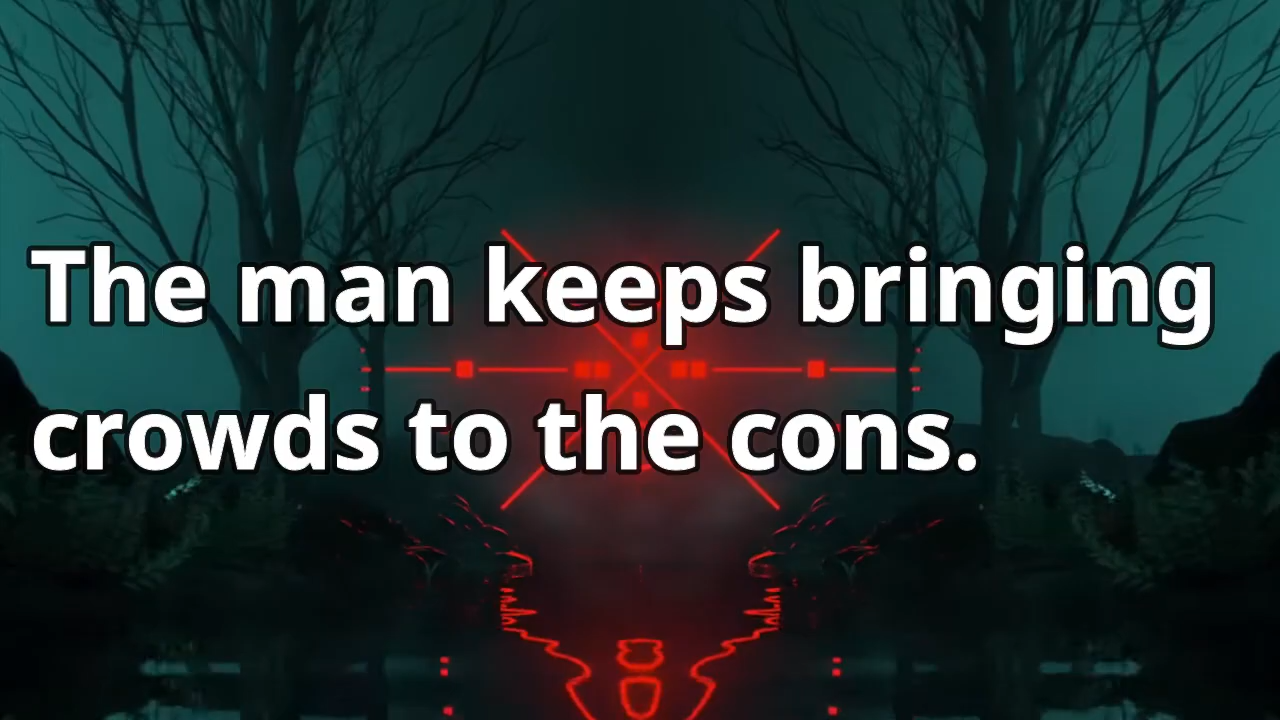 The man keeps bringing
crowds to the cons.